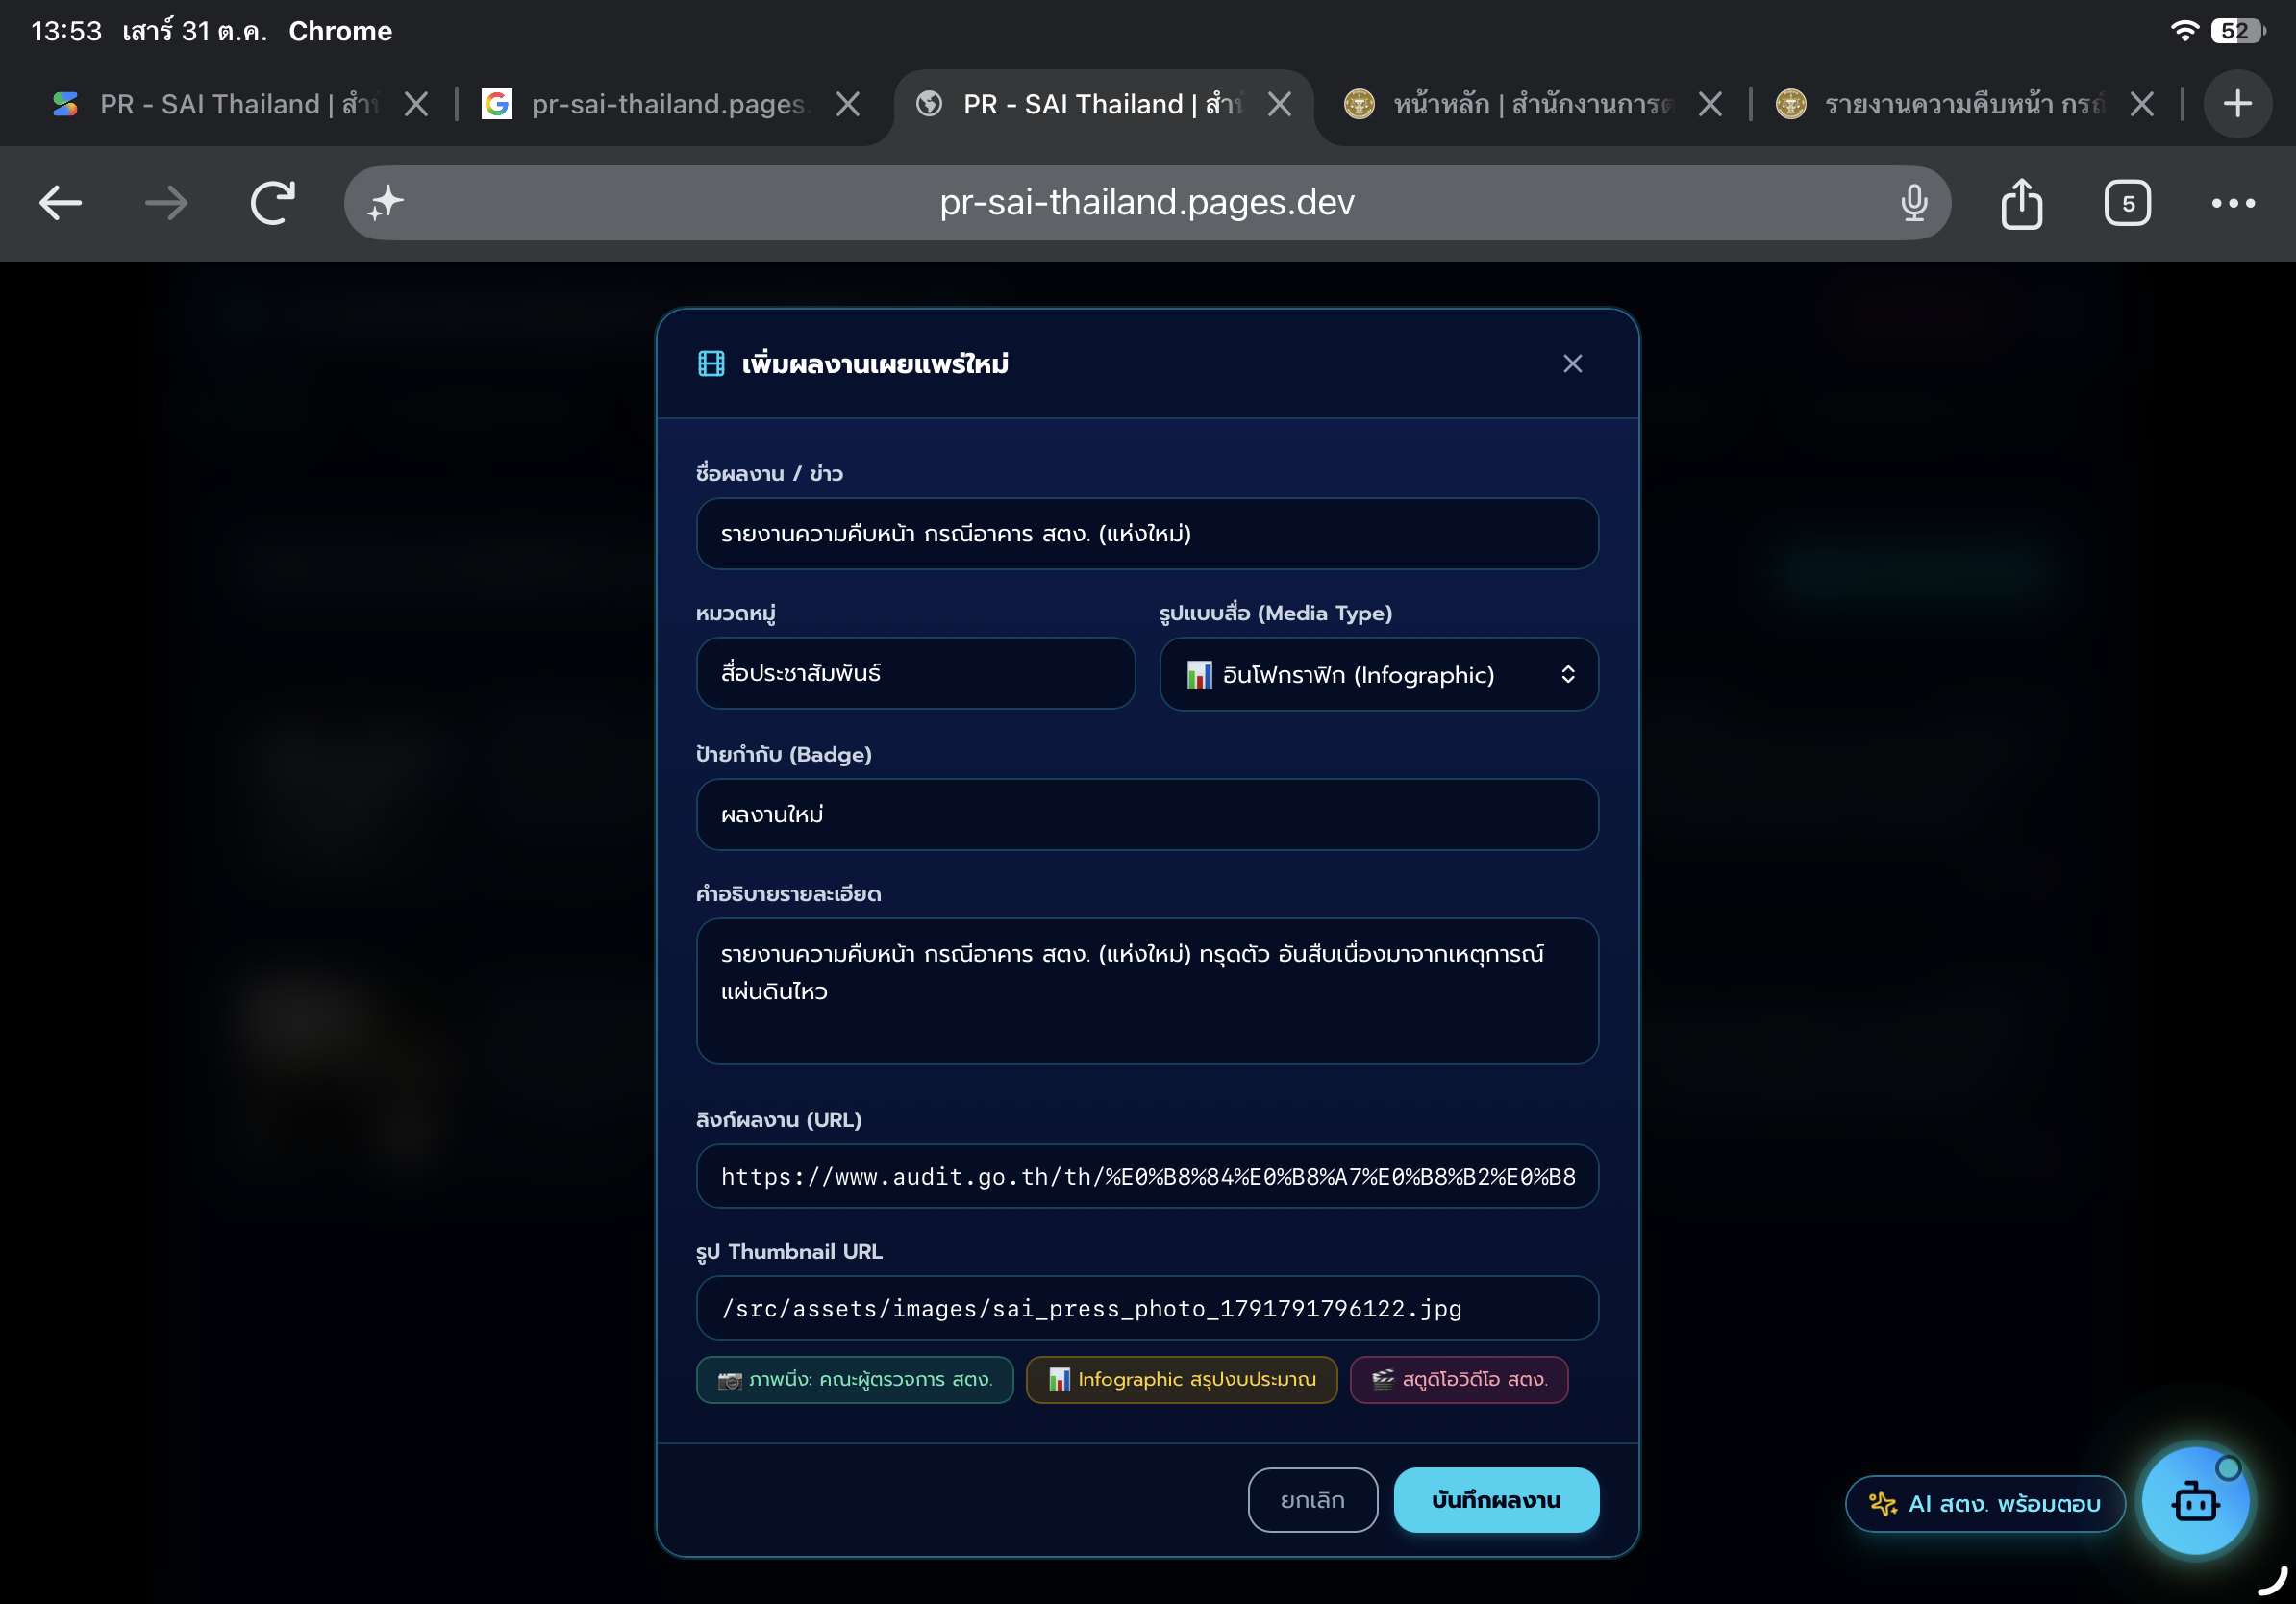 13:53 เสาร์ 31 ต.ค. Chrome
52
PR - SAI Thailand | สำน
pr-sai-thailand.pages.
PR - SAI Thailand | สำน
หน้าหลัก | สำนักงานการต
รายงานความคืบหน้า กรณ
pr-sai-thailand.pages.dev
5
เพิ่มผลงานเผยแพร่ใหม่
ชื่อผลงาน / ข่าว
รายงานความคืบหน้า กรณีอาคาร สตง. (แห่งใหม่)
หมวดหมู่
รูปแบบสื่อ (Media Type)
สื่อประชาสัมพันธ์
อินโฟกราฟิก (Infographic)
ป้ายกำกับ (Badge)
ผลงานใหม่
คำอธิบายรายละเอียด
รายงานความคืบหน้า กรณีอาคาร สตง. (แห่งใหม่) ทรุดตัว อันสืบเนื่องมาจากเหตุการณ์
แผ่นดินไหว
ลิงก์ผลงาน (URL)
https://www.audit.go.th/th/%E0%B8%84%E0%B8%A7%E0%B8%B2%E0%B8
รูป Thumbnail URL
/src/assets/images/sai_press_photo_1791791796122.jpg
ภาพนิ่ง: คณะผู้ตรวจการ สตง.
Infographic สรุปงบประมาณ
สตูดิโอวิดีโอ สตง.
ยกเลิก
บันทึกผลงาน
AI สตง. พร้อมตอบ